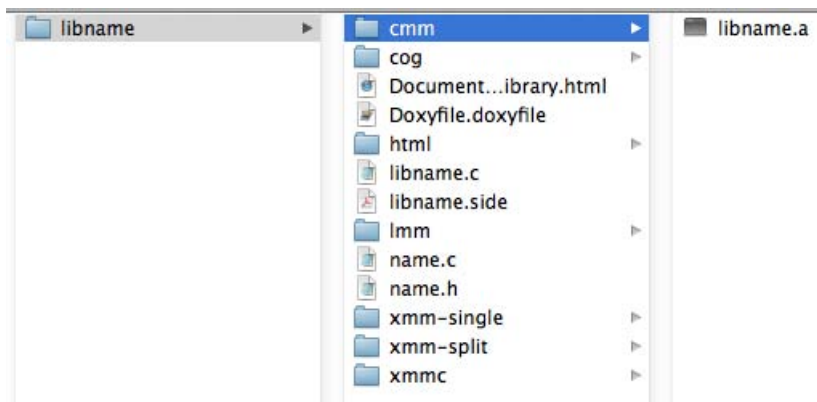 libname
cmm
cog
Document...ibrary.html
Doxyfile.doxyfile
html
libname.c
libname.side
lmm
name.c
name.h
xmm-single
xmm-split
xmmc
libname.a